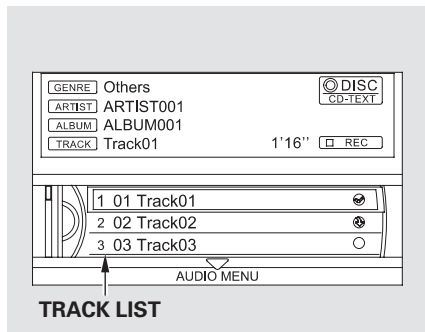 GENRE Others
DISC
CD-TEXT
ARTIST ARTIST001
ALBUM ALBUM001
TRACK Track01 1'16'' REC
1 01 Track01
2 02 Track02
3 03 Track03
AUDIO MENU
TRACK LIST